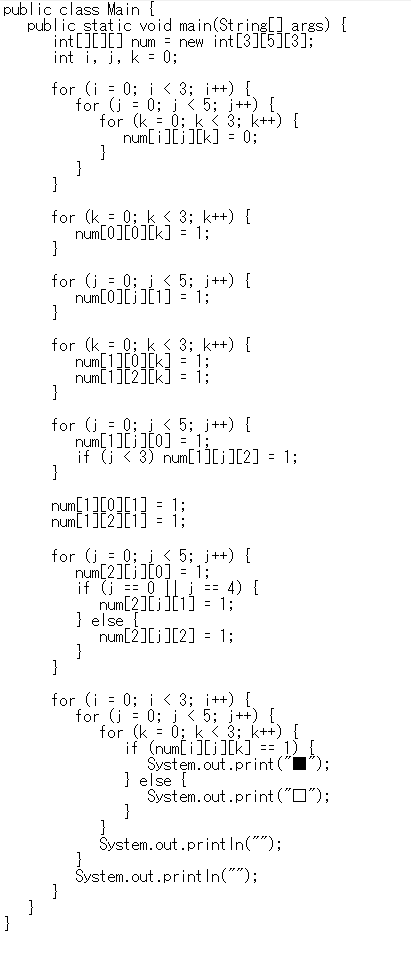 public class Main {
    public static void main(String[] args) {
        int[][][] num = new int[3][5][3];
        int i, j, k = 0;

        for (i = 0; i < 3; i++) {
            for (j = 0; j < 5; j++) {
                for (k = 0; k < 3; k++) {
                    num[i][j][k] = 0;
                }
            }
        }

        for (k = 0; k < 3; k++) {
            num[0][0][k] = 1;
        }

        for (j = 0; j < 5; j++) {
            num[0][j][1] = 1;
        }

        for (k = 0; k < 3; k++) {
            num[1][0][k] = 1;
            num[1][2][k] = 1;
        }

        for (j = 0; j < 5; j++) {
            num[1][j][0] = 1;
            if (j < 3) num[1][j][2] = 1;
        }

        num[1][0][1] = 1;
        num[1][2][1] = 1;

        for (j = 0; j < 5; j++) {
            num[2][j][0] = 1;
            if (j == 0 || j == 4) {
                num[2][j][1] = 1;
            } else {
                num[2][j][2] = 1;
            }
        }

        for (i = 0; i < 3; i++) {
            for (j = 0; j < 5; j++) {
                for (k = 0; k < 3; k++) {
                    if (num[i][j][k] == 1) {
                        System.out.print("■");
                    } else {
                        System.out.print("□");
                    }
                }
                System.out.println("");
            }
            System.out.println("");
        }
    }
}